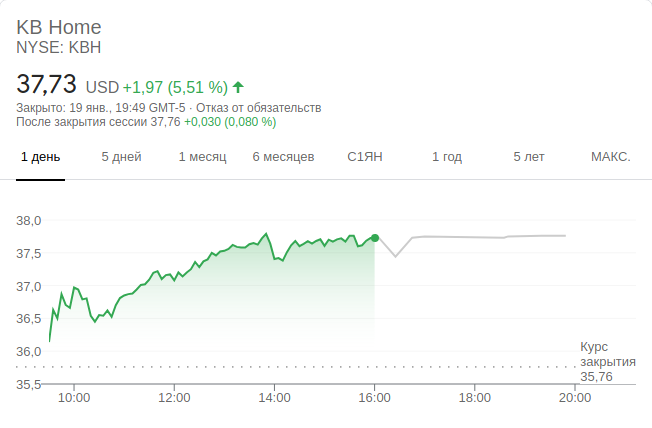 KB Home
NYSE: KBH
37,73 USD +1,97 (5,51 %)
Закрыто: 19 янв., 19:49 GMT-5 · Отказ от обязательств
После закрытия сессии 37,76 +0,030 (0,080 %)
1 день 5 дней 1 месяц 6 месяцев С1ЯН 1 год 5 лет МАКС.
38,0
37,5
37,0
36,5
36,0
35,5
Курс
закрытия
35,76
10:00 12:00 14:00 16:00 18:00 20:00